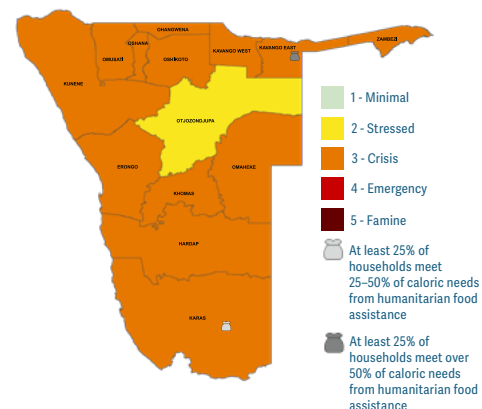 OHANGWENA
OSHANA
KAVANGO WEST
KAVANGO EAST
ZAMBEZI
OMUSATI
OSHIKOTO
KUNENE
OTJOZONDJUPA
ERONGO
OMAHEKE
KHOMAS
HARDAP
KARAS
1 - Minimal
2 - Stressed
3 - Crisis
4 - Emergency
5 - Famine
At least 25% of
households meet
25–50% of caloric needs
from humanitarian food
assistance
At least 25% of
households meet over
50% of caloric needs
from humanitarian food
assistance